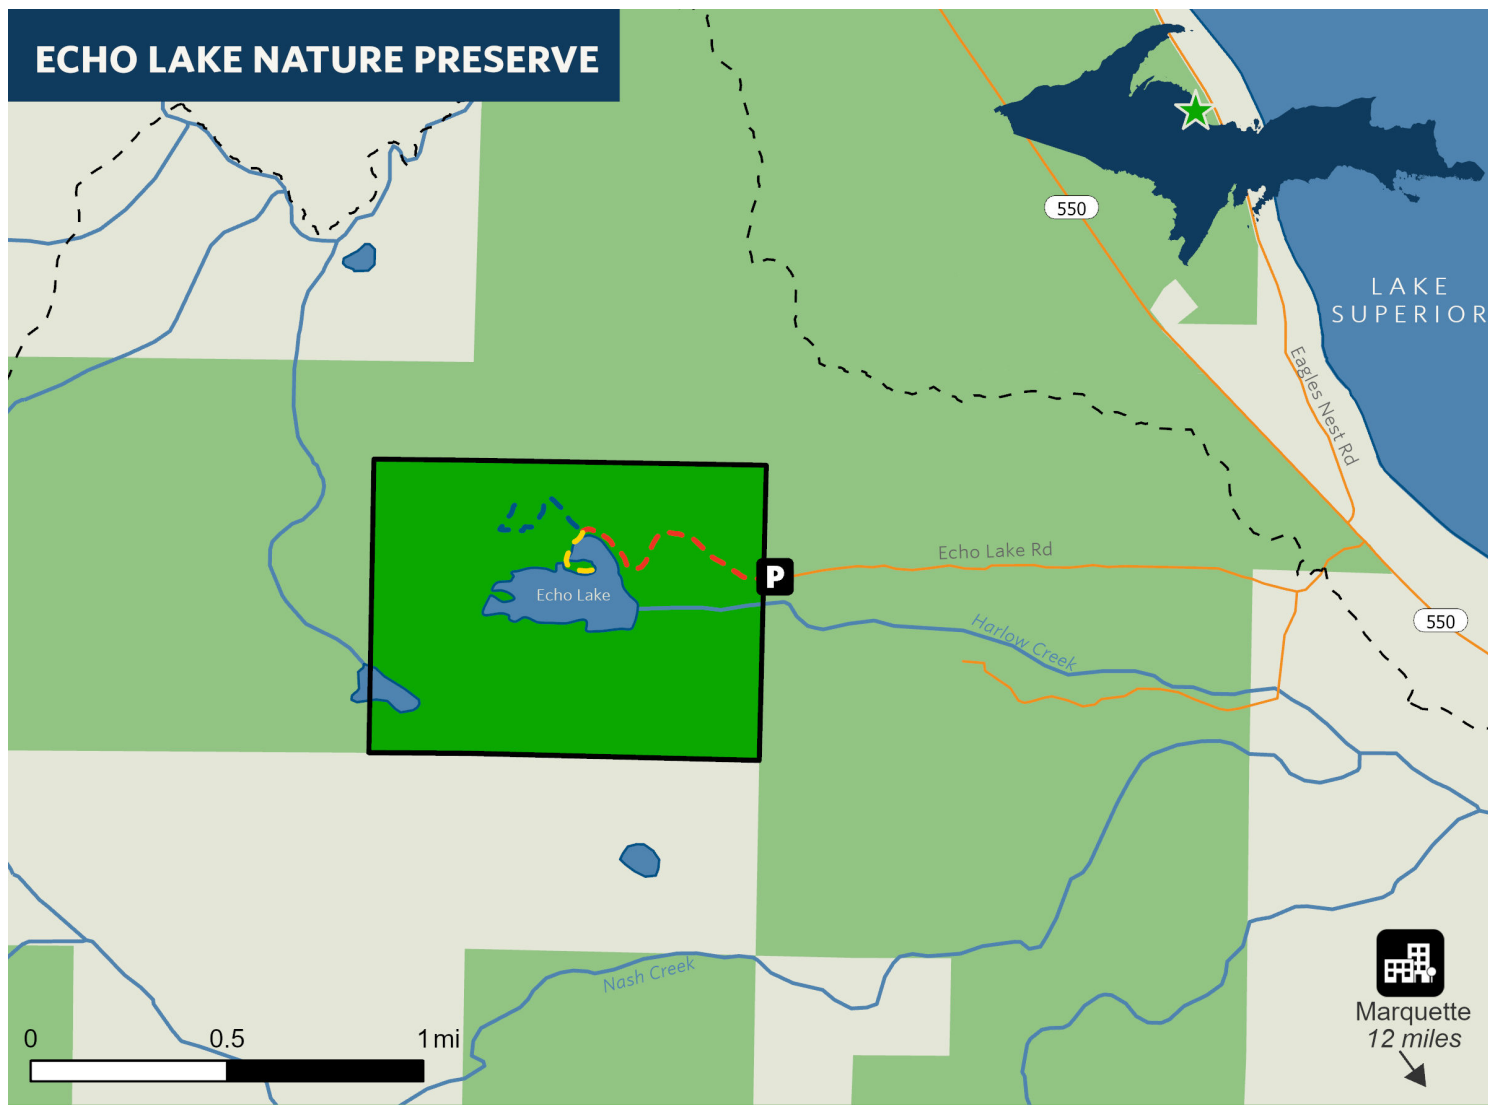 ECHO LAKE NATURE PRESERVE
550
LAKE
SUPERIOR
Eagles Nest Rd
Echo Lake Rd
P
Echo Lake
Harlow Creek
550
Nash Creek
Marquette
12 miles
0 0.5 1 mi